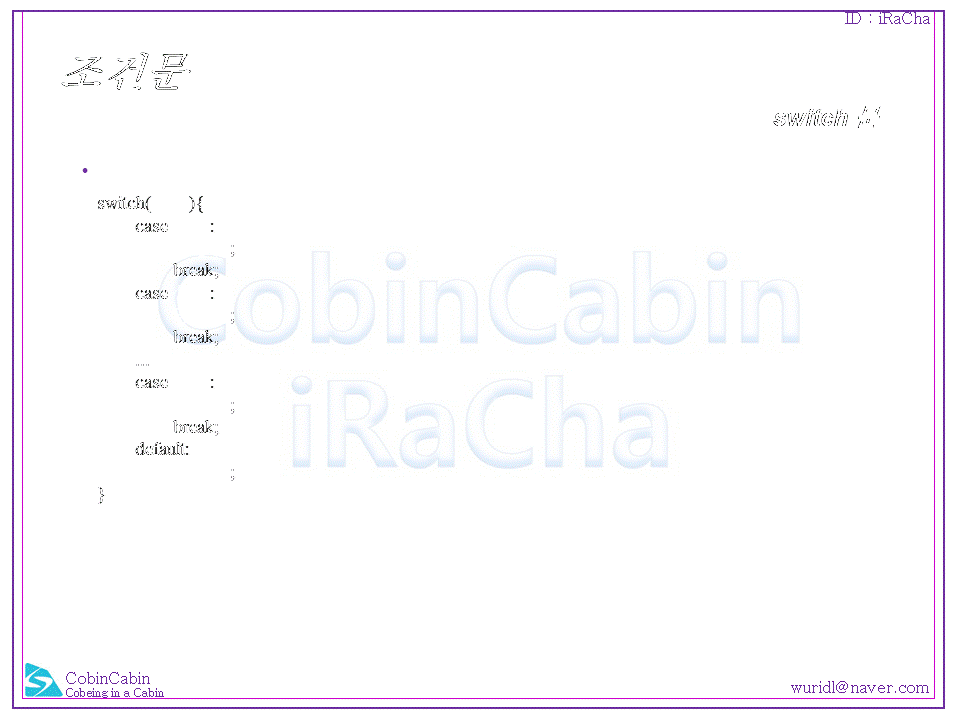 ID : iRaCha
조건문
switch 문
•
switch( ){
case :
;
break;
case :
;
break;
......
case :
;
break;
default:
;
}
CobinCabin
iRaCha
CobinCabin
Cobeing in a Cabin
wuridl@naver.com